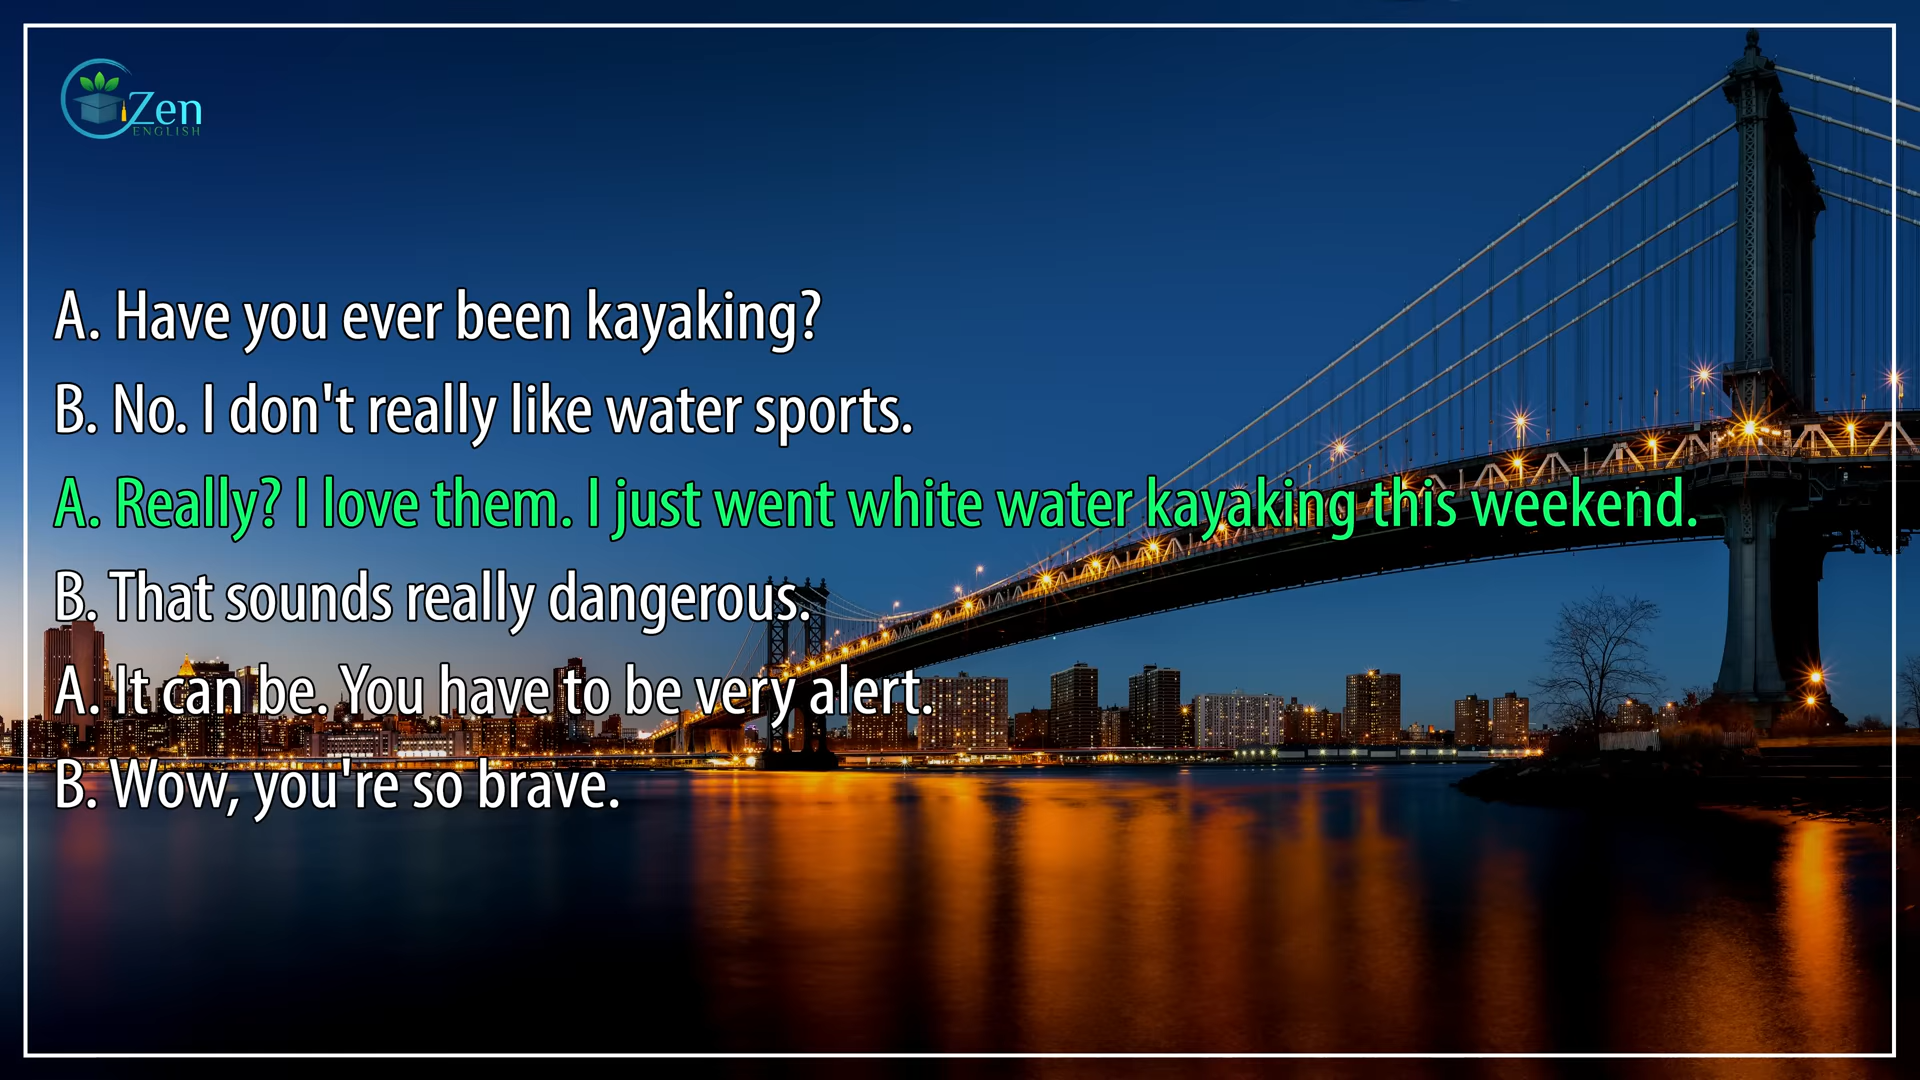 Zen
ENGLISH
A. Have you ever been kayaking?
B. No. I don't really like water sports.
A. Really? I love them. I just went white water kayaking this weekend.
B. That sounds really dangerous.
A. It can be. You have to be very alert.
B. Wow, you're so brave.